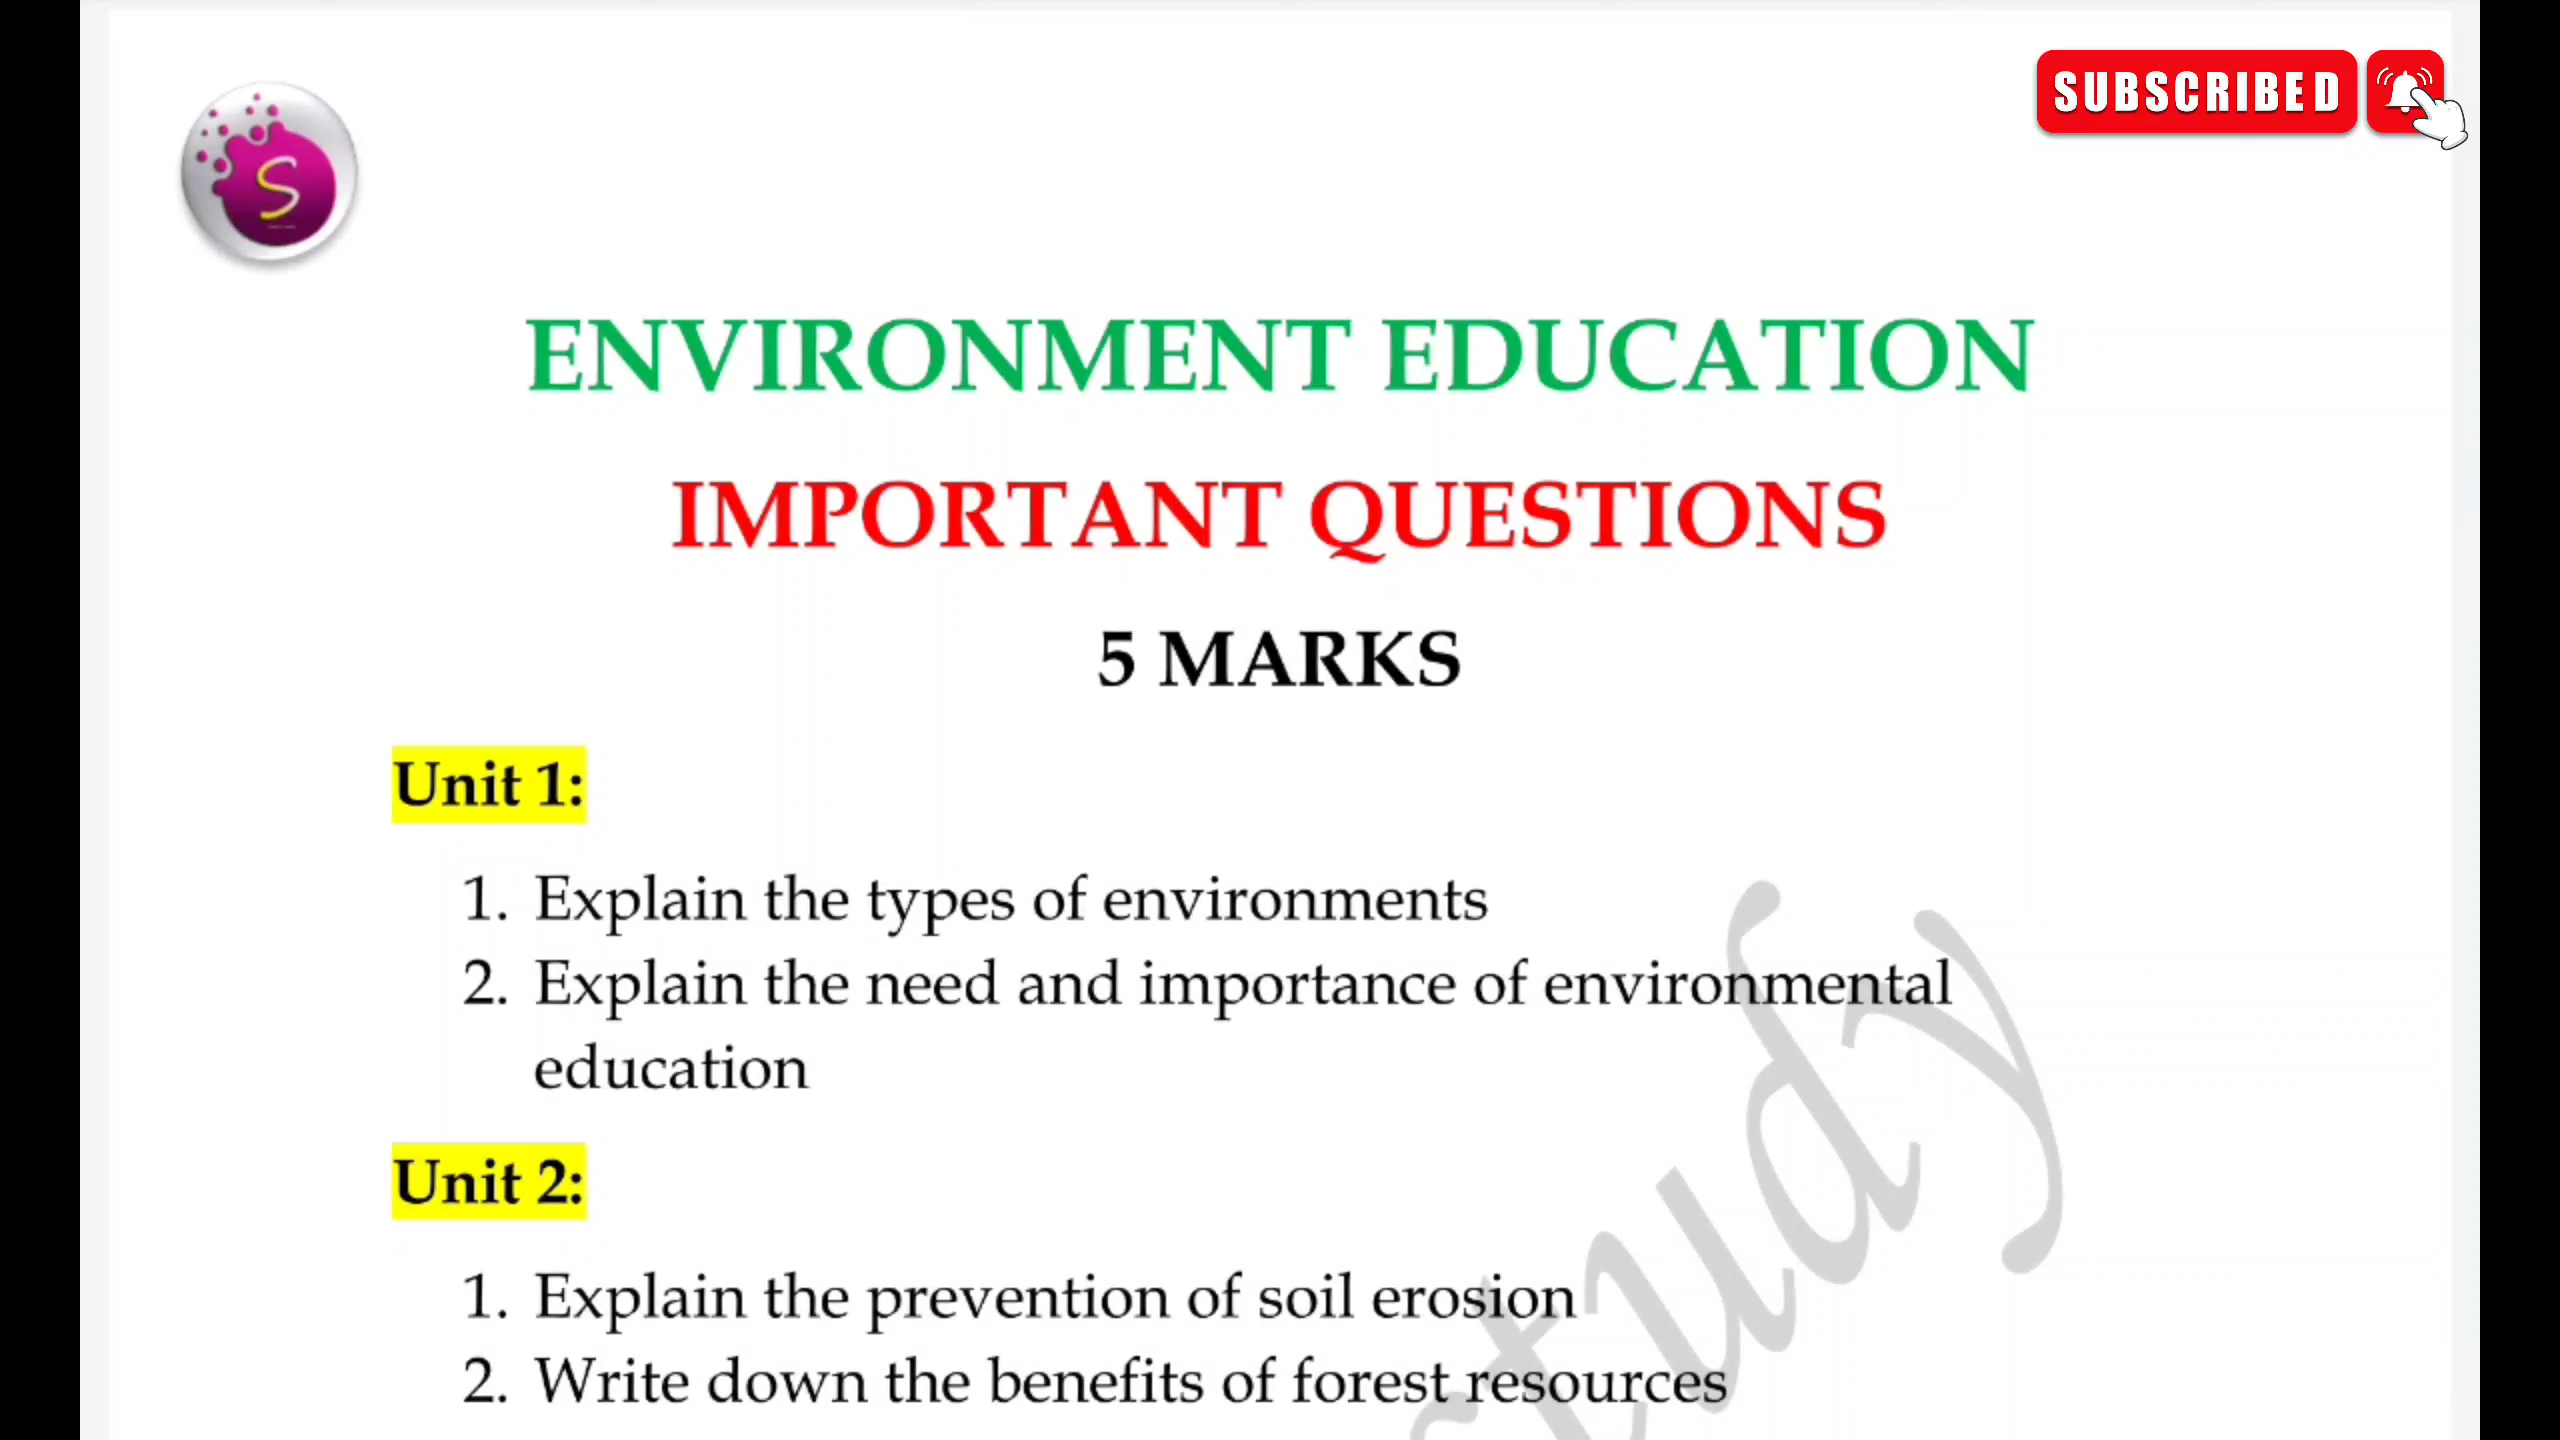 SUBSCRIBED
S
ENVIRONMENT EDUCATION
IMPORTANT QUESTIONS
5 MARKS
Unit 1:
1. Explain the types of environments
2. Explain the need and importance of environmental
education
Unit 2:
1. Explain the prevention of soil erosion
2. Write down the benefits of forest resources
tudy